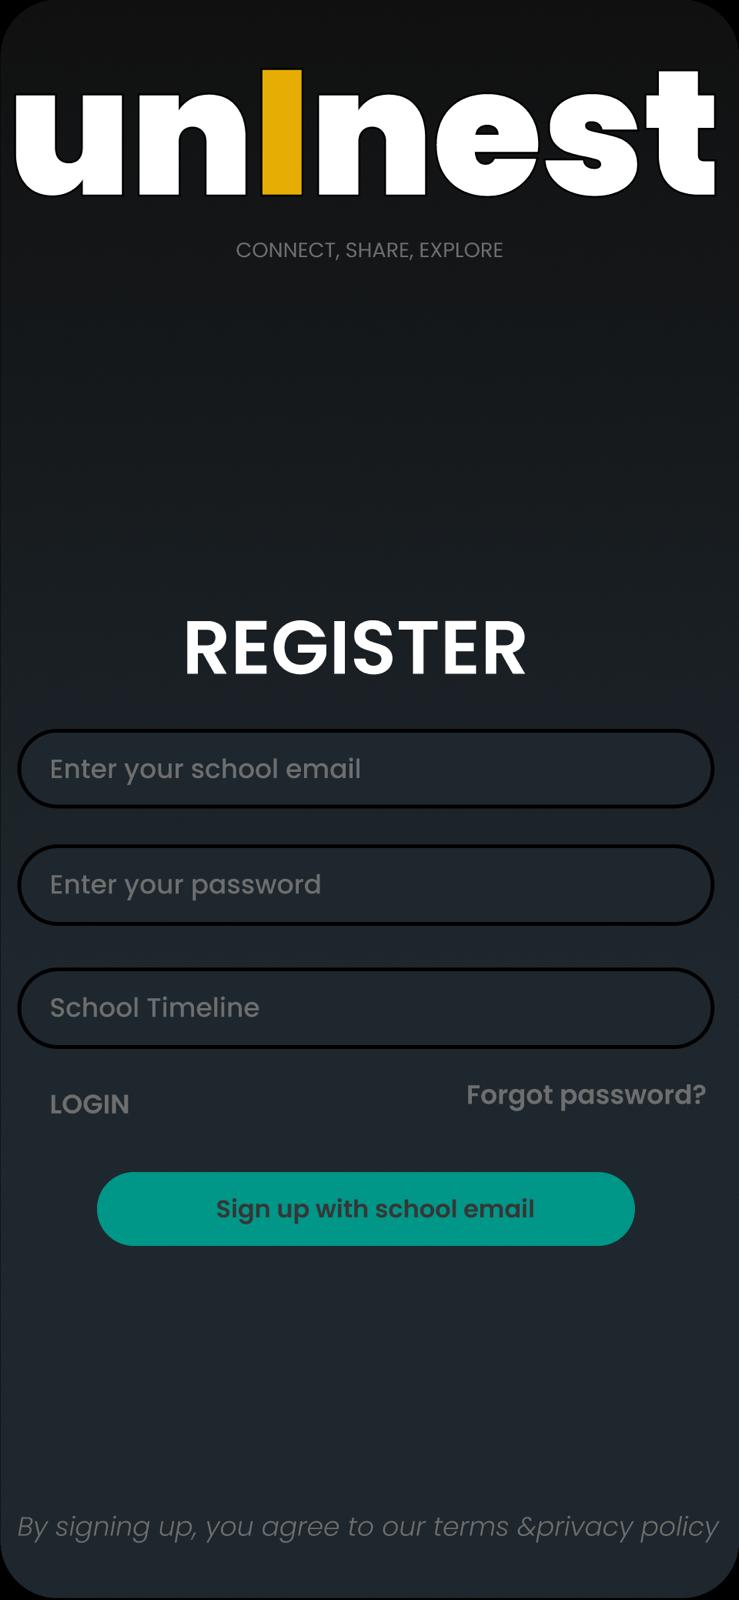 unInest
CONNECT, SHARE, EXPLORE
REGISTER
Enter your school email
Enter your password
School Timeline
LOGIN
Forgot password?
Sign up with school email
By signing up, you agree to our terms &privacy policy